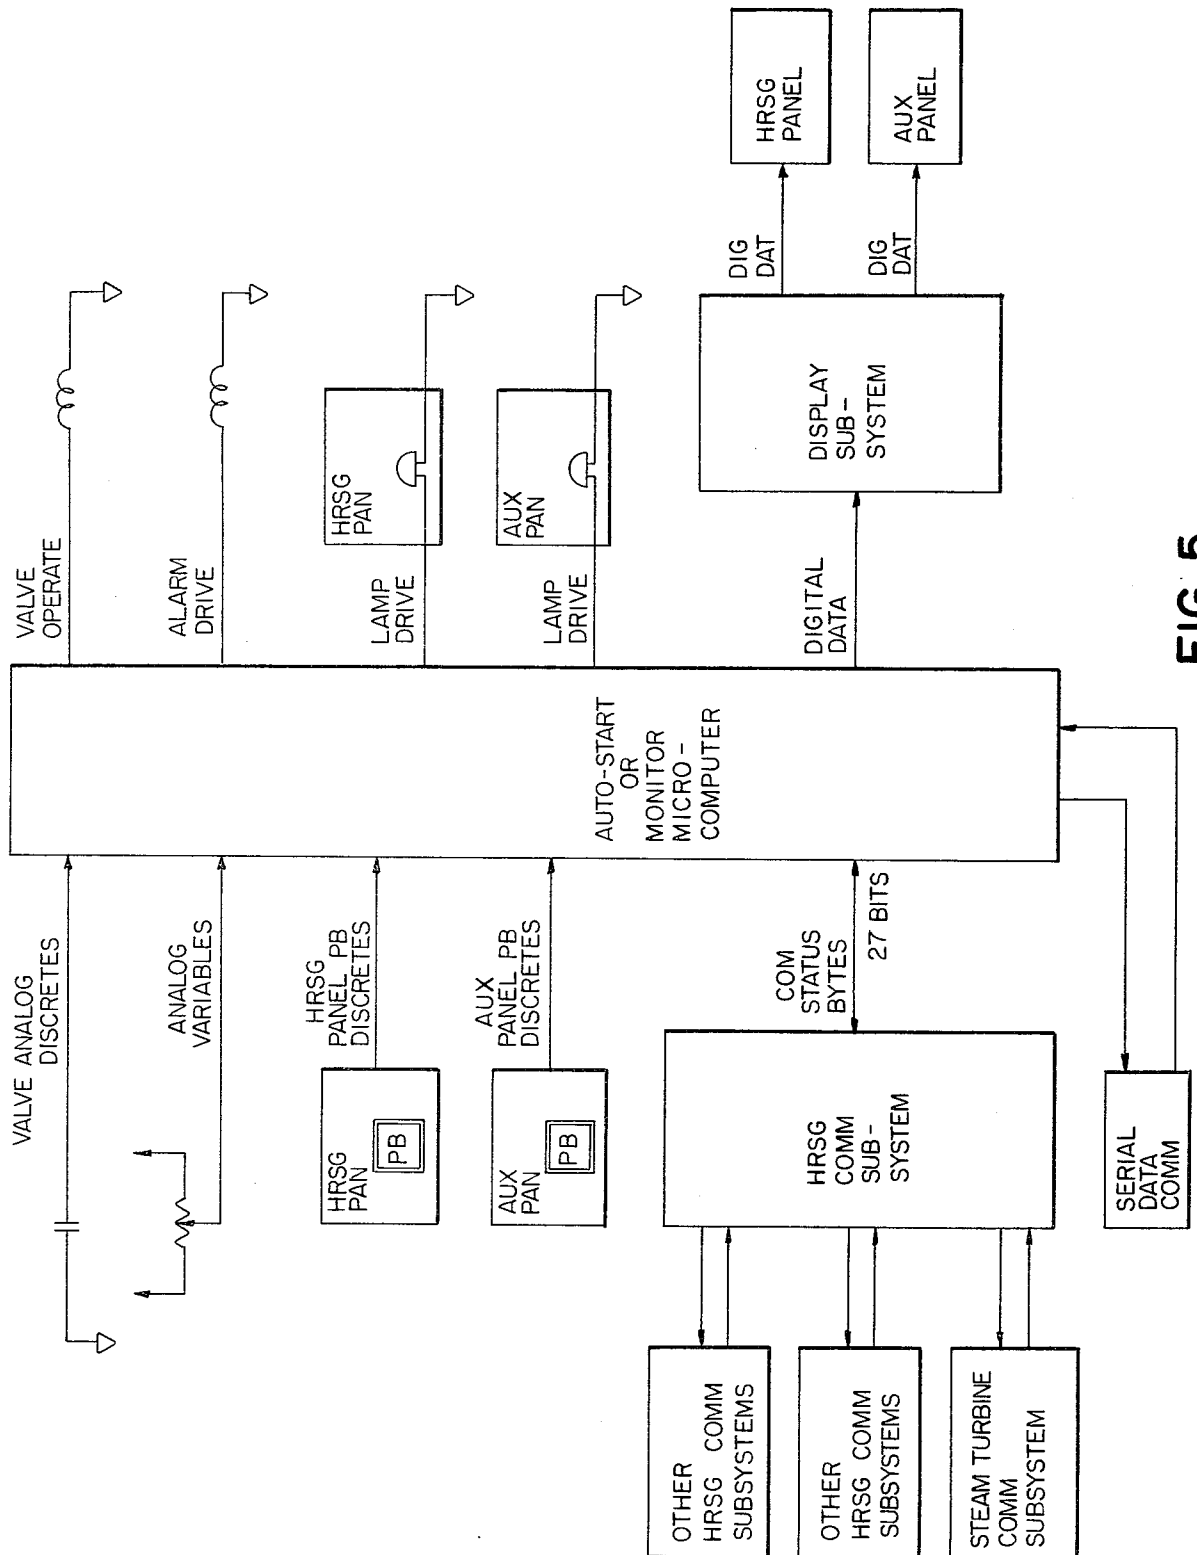 VALVE ANALOG
DISCRETES
ANALOG
VARIABLES
HRSG
PANEL PB
DISCRETES
HRSG
PAN
PB
AUX
PANEL PB
DISCRETES
AUX
PAN
PB
COM
STATUS
BYTES
27 BITS
HRSG
COMM
SUB-
SYSTEM
OTHER
HRSG COMM
SUBSYSTEMS
OTHER
HRSG COMM
SUBSYSTEMS
STEAM TURBINE
COMM
SUBSYSTEM
SERIAL
DATA
COMM
AUTO-START
OR
MONITOR
MICRO-
COMPUTER
VALVE
OPERATE
ALARM
DRIVE
LAMP
DRIVE
HRSG
PAN
LAMP
DRIVE
AUX
PAN
DIGITAL
DATA
DISPLAY
SUB-
SYSTEM
DIG
DAT
HRSG
PANEL
DIG
DAT
AUX
PANEL
FIG 5